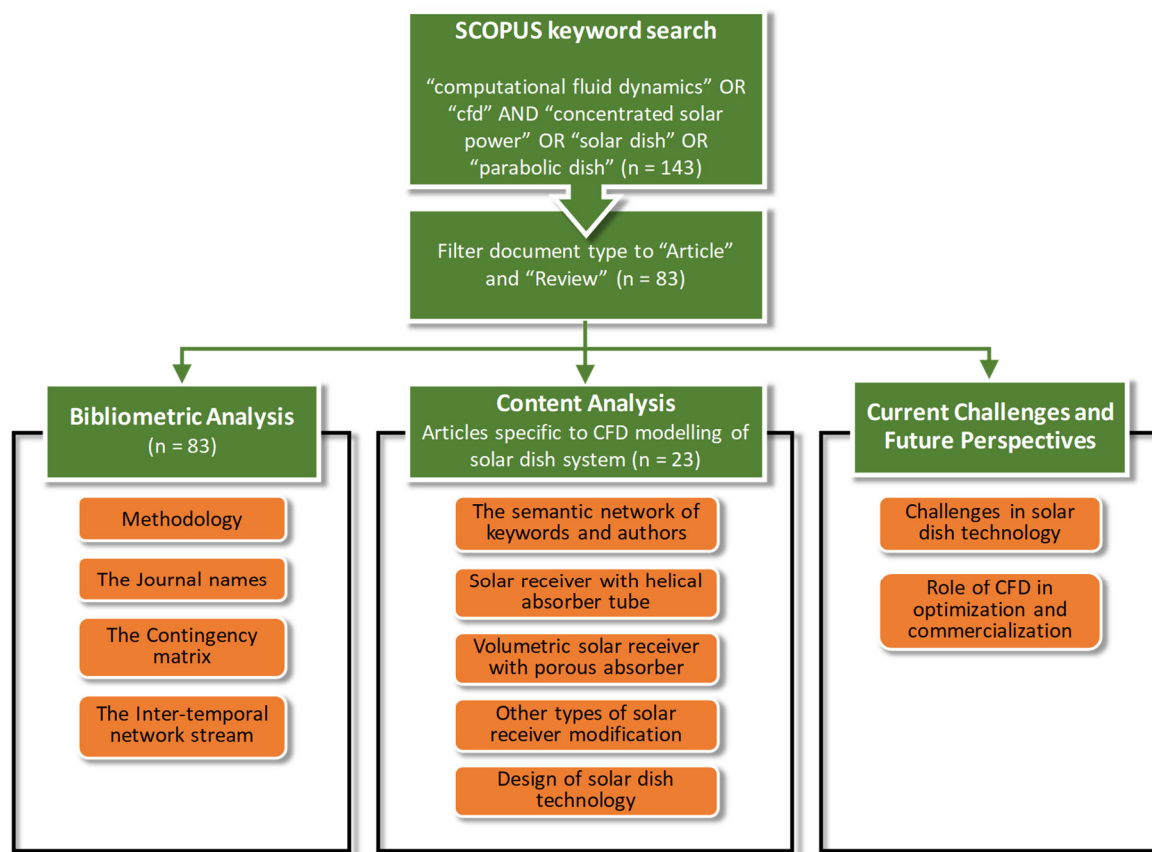 SCOPUS keyword search
“computational fluid dynamics” OR
“cfd” AND “concentrated solar
power” OR “solar dish” OR
“parabolic dish” (n = 143)
Filter document type to “Article”
and “Review” (n = 83)
Bibliometric Analysis
(n = 83)
Methodology
The Journal names
The Contingency
matrix
The Inter-temporal
network stream
Content Analysis
Articles specific to CFD modelling of
solar dish system (n = 23)
The semantic network of
keywords and authors
Solar receiver with helical
absorber tube
Volumetric solar receiver
with porous absorber
Other types of solar
receiver modification
Design of solar dish
technology
Current Challenges and
Future Perspectives
Challenges in solar
dish technology
Role of CFD in
optimization and
commercialization